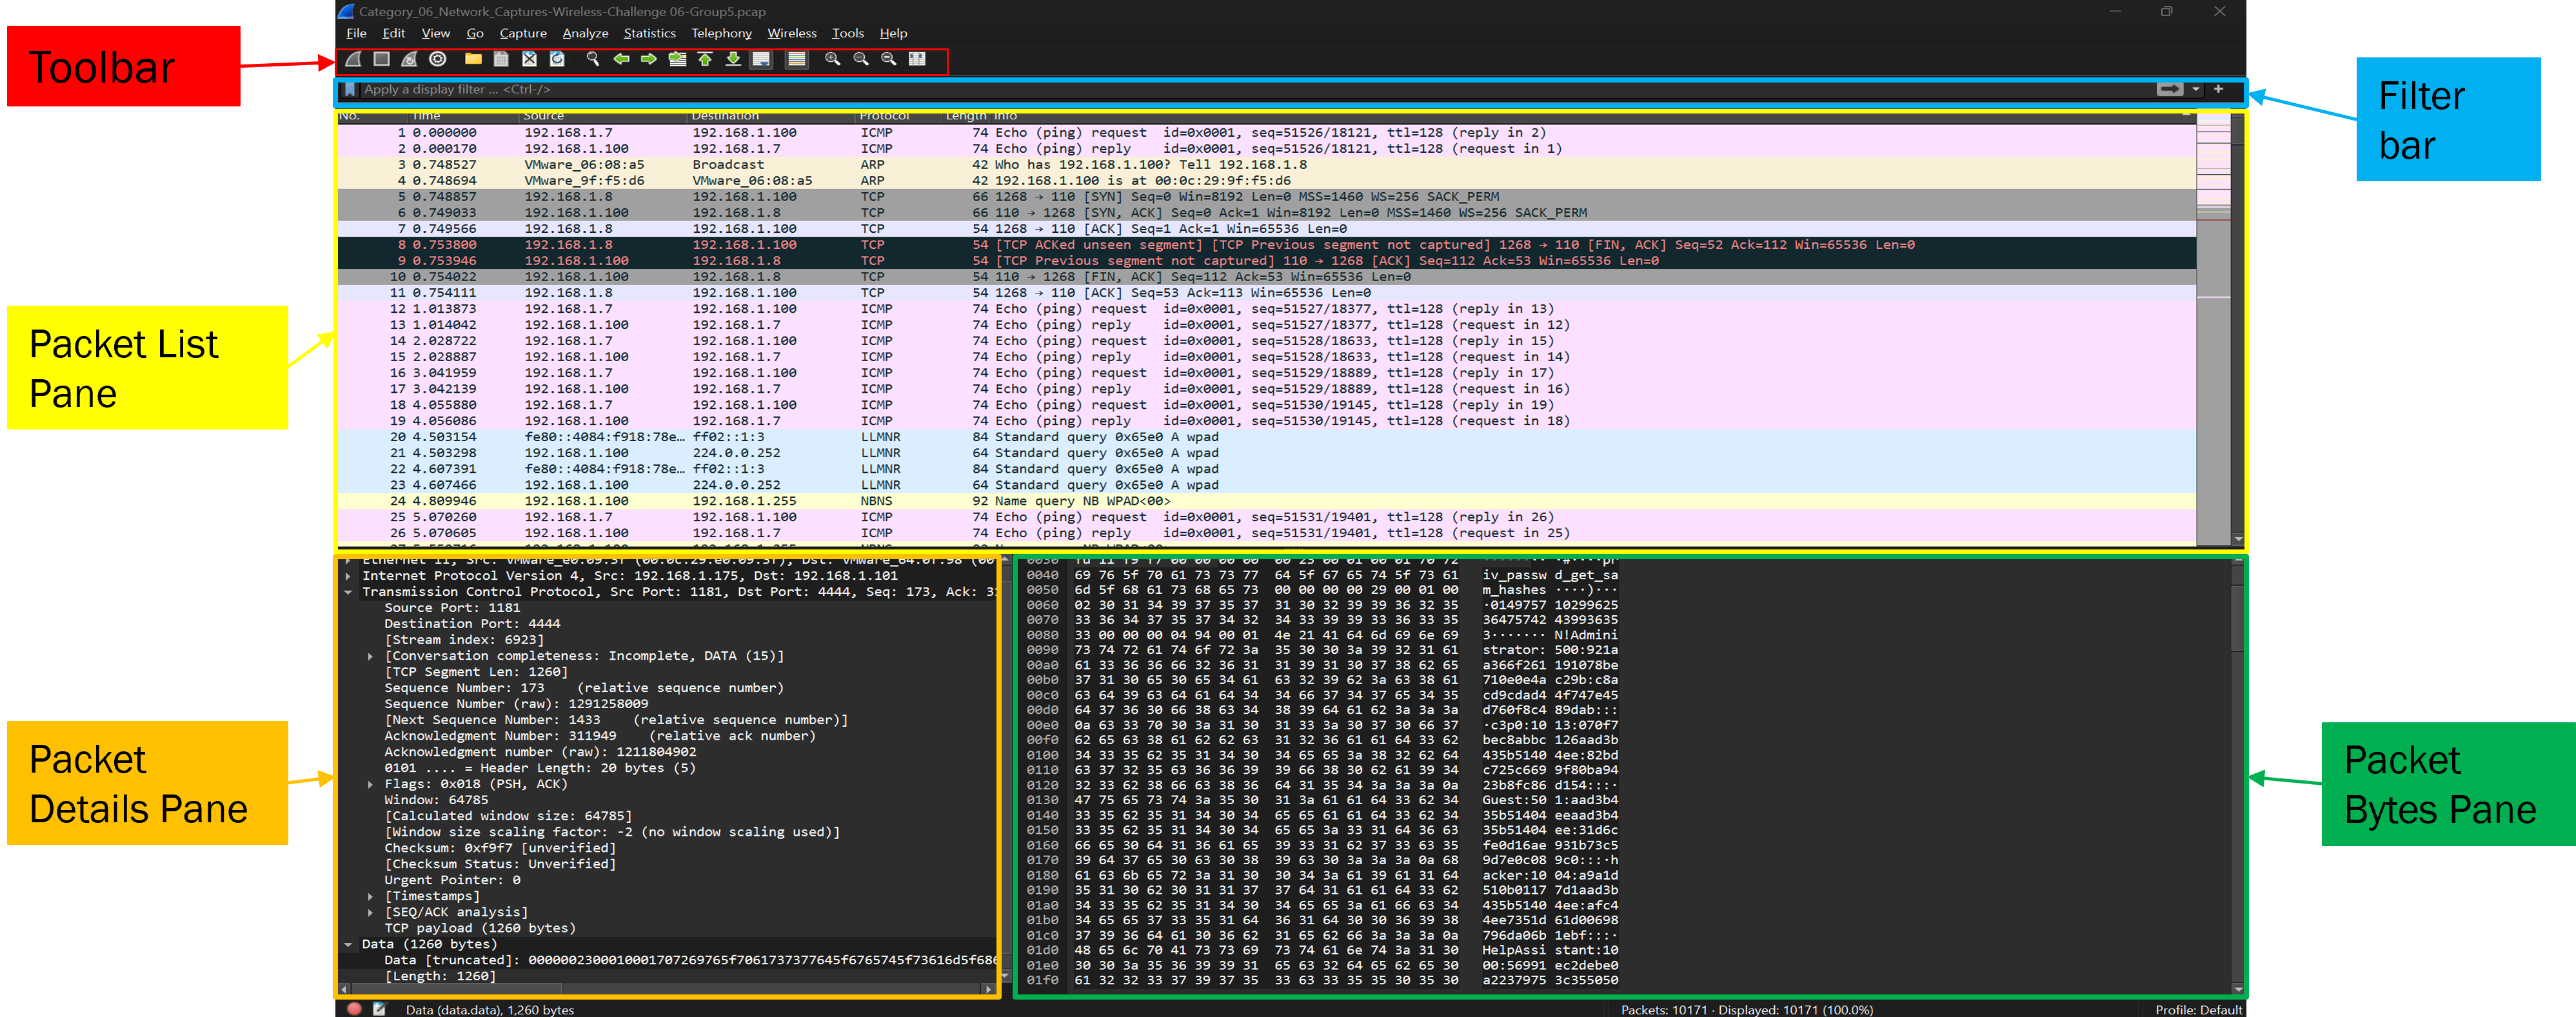 Category_06_Network_Captures-Wireless-Challenge 06-Group5.pcap
File Edit View Go Capture Analyze Statistics Telephony Wireless Tools Help
Toolbar
Apply a display filter ... <Ctrl-/>
Filter
bar
No. Time Source Destination Protocol Length Info
1 0.000000 192.168.1.7 192.168.1.100 ICMP 74 Echo (ping) request id=0x0001, seq=51526/18121, ttl=128 (reply in 2)
2 0.000170 192.168.1.100 192.168.1.7 ICMP 74 Echo (ping) reply id=0x0001, seq=51526/18121, ttl=128 (request in 1)
3 0.748527 VMware_06:08:a5 Broadcast ARP 42 Who has 192.168.1.100? Tell 192.168.1.8
4 0.748694 VMware_9f:f5:d6 VMware_06:08:a5 ARP 42 192.168.1.100 is at 00:0c:29:9f:f5:d6
5 0.748857 192.168.1.8 192.168.1.100 TCP 66 1268 → 110 [SYN] Seq=0 Win=8192 Len=0 MSS=1460 WS=256 SACK_PERM
6 0.749033 192.168.1.100 192.168.1.8 TCP 66 110 → 1268 [SYN, ACK] Seq=0 Ack=1 Win=8192 Len=0 MSS=1460 WS=256 SACK_PERM
7 0.749566 192.168.1.8 192.168.1.100 TCP 54 1268 → 110 [ACK] Seq=1 Ack=1 Win=65536 Len=0
8 0.753800 192.168.1.8 192.168.1.100 TCP 54 [TCP ACKed unseen segment] [TCP Previous segment not captured] 1268 → 110 [FIN, ACK] Seq=52 Ack=112 Win=65536 Len=0
9 0.753946 192.168.1.100 192.168.1.8 TCP 54 [TCP Previous segment not captured] 110 → 1268 [ACK] Seq=112 Ack=53 Win=65536 Len=0
10 0.754022 192.168.1.100 192.168.1.8 TCP 54 110 → 1268 [FIN, ACK] Seq=112 Ack=53 Win=65536 Len=0
11 0.754111 192.168.1.8 192.168.1.100 TCP 54 1268 → 110 [ACK] Seq=53 Ack=113 Win=65536 Len=0
12 1.013873 192.168.1.7 192.168.1.100 ICMP 74 Echo (ping) request id=0x0001, seq=51527/18377, ttl=128 (reply in 13)
13 1.014042 192.168.1.100 192.168.1.7 ICMP 74 Echo (ping) reply id=0x0001, seq=51527/18377, ttl=128 (request in 12)
14 2.028722 192.168.1.7 192.168.1.100 ICMP 74 Echo (ping) request id=0x0001, seq=51528/18633, ttl=128 (reply in 15)
15 2.028887 192.168.1.100 192.168.1.7 ICMP 74 Echo (ping) reply id=0x0001, seq=51528/18633, ttl=128 (request in 14)
16 3.041959 192.168.1.7 192.168.1.100 ICMP 74 Echo (ping) request id=0x0001, seq=51529/18889, ttl=128 (reply in 17)
17 3.042139 192.168.1.100 192.168.1.7 ICMP 74 Echo (ping) reply id=0x0001, seq=51529/18889, ttl=128 (request in 16)
18 4.055880 192.168.1.7 192.168.1.100 ICMP 74 Echo (ping) request id=0x0001, seq=51530/19145, ttl=128 (reply in 19)
19 4.056086 192.168.1.100 192.168.1.7 ICMP 74 Echo (ping) reply id=0x0001, seq=51530/19145, ttl=128 (request in 18)
20 4.503154 fe80::4084:f918:78e… ff02::1:3 LLMNR 84 Standard query 0x65e0 A wpad
21 4.503298 192.168.1.100 224.0.0.252 LLMNR 64 Standard query 0x65e0 A wpad
22 4.607391 fe80::4084:f918:78e… ff02::1:3 LLMNR 84 Standard query 0x65e0 A wpad
23 4.607466 192.168.1.100 224.0.0.252 LLMNR 64 Standard query 0x65e0 A wpad
24 4.809946 192.168.1.100 192.168.1.255 NBNS 92 Name query NB WPAD<00>
25 5.070260 192.168.1.7 192.168.1.100 ICMP 74 Echo (ping) request id=0x0001, seq=51531/19401, ttl=128 (reply in 26)
26 5.070605 192.168.1.100 192.168.1.7 ICMP 74 Echo (ping) reply id=0x0001, seq=51531/19401, ttl=128 (request in 25)
Packet List
Pane
Internet Protocol Version 4, Src: 192.168.1.175, Dst: 192.168.1.101
Transmission Control Protocol, Src Port: 1181, Dst Port: 4444, Seq: 173, Ack: 31
Source Port: 1181
Destination Port: 4444
[Stream index: 6923]
[Conversation completeness: Incomplete, DATA (15)]
[TCP Segment Len: 1260]
Sequence Number: 173 (relative sequence number)
Sequence Number (raw): 1291258009
[Next Sequence Number: 1433 (relative sequence number)]
Acknowledgment Number: 311949 (relative ack number)
Acknowledgment number (raw): 1211804902
0101 .... = Header Length: 20 bytes (5)
Flags: 0x018 (PSH, ACK)
Window: 64785
[Calculated window size: 64785]
[Window size scaling factor: -2 (no window scaling used)]
Checksum: 0xf9f7 [unverified]
[Checksum Status: Unverified]
Urgent Pointer: 0
[Timestamps]
[SEQ/ACK analysis]
TCP payload (1260 bytes)
Data (1260 bytes)
Data [truncated]: 00000023000100017072697​65f7061737377645f6765745f73616d5f686
[Length: 1260]
Packet
Details Pane
0040 69 76 5f 70 61 73 73 77 64 5f 67 65 74 5f 73 61 iv_passw d_get_sa
0050 6d 5f 68 61 73 68 65 73 00 00 00 00 29 00 01 00 m_hashes ····)···
0060 02 30 31 34 39 37 35 37 31 30 32 39 39 36 32 35 ·0149757 10299625
0070 33 36 34 37 35 37 34 32 34 33 39 39 33 36 33 35 36475742 43993635
0080 33 00 00 00 04 94 00 01 4e 21 41 64 6d 69 6e 69 3······· N!Admini
0090 73 74 72 61 74 6f 72 3a 35 30 30 3a 39 32 31 61 strator: 500:921a
00a0 61 33 36 36 66 32 36 31 31 39 31 30 37 38 62 65 a366f261 191078be
00b0 37 31 30 65 30 65 34 61 63 32 39 62 3a 63 38 61 710e0e4a c29b:c8a
00c0 63 64 39 63 64 61 64 34 34 66 37 34 37 65 34 35 cd9cdad4 4f747e45
00d0 64 37 36 30 66 38 63 34 38 39 64 61 62 3a 3a 3a d760f8c4 89dab:::
00e0 0a 63 33 70 30 3a 31 30 31 33 3a 30 37 30 66 37 ·c3p0:10 13:070f7
00f0 62 65 63 38 61 62 62 63 31 32 36 61 61 64 33 62 bec8abbc 126aad3b
0100 34 33 35 62 35 31 34 30 34 65 65 3a 38 32 62 64 435b5140 4ee:82bd
0110 63 37 32 35 63 36 36 39 39 66 38 30 62 61 39 34 c725c669 9f80ba94
0120 32 33 62 38 66 63 38 36 64 31 35 34 3a 3a 3a 0a 23b8fc86 d154:::·
0130 47 75 65 73 74 3a 35 30 31 3a 61 61 64 33 62 34 Guest:50 1:aad3b4
0140 33 35 62 35 31 34 30 34 65 65 61 61 64 33 62 34 35b51404 eeaad3b4
0150 33 35 62 35 31 34 30 34 65 65 3a 33 31 64 36 63 35b51404 ee:31d6c
0160 66 65 30 64 31 36 61 65 39 33 31 62 37 33 63 35 fe0d16ae 931b73c5
0170 39 64 37 65 30 63 30 38 39 63 30 3a 3a 3a 0a 68 9d7e0c08 9c0:::·h
0180 61 63 6b 65 72 3a 31 30 30 34 3a 61 39 61 31 64 acker:10 04:a9a1d
0190 35 31 30 62 30 31 31 37 37 64 31 61 61 64 33 62 510b0117 7d1aad3b
01a0 34 33 35 62 35 31 34 30 34 65 65 3a 61 66 63 34 435b5140 4ee:afc4
01b0 34 65 65 37 33 35 31 64 36 31 64 30 30 36 39 38 4ee7351d 61d00698
01c0 37 39 36 64 61 30 36 62 31 65 62 66 3a 3a 3a 0a 796da06b 1ebf:::·
01d0 48 65 6c 70 41 73 73 69 73 74 61 6e 74 3a 31 30 HelpAssi stant:10
01e0 30 30 3a 35 36 39 39 31 65 63 32 64 65 62 65 30 00:56991 ec2debe0
01f0 61 32 32 33 37 39 37 35 33 63 33 35 35 30 35 30 a2237975 3c355050
Packet
Bytes Pane
Data (data.data), 1,260 bytes
Packets: 10171 · Displayed: 10171 (100.0%)
Profile: Default